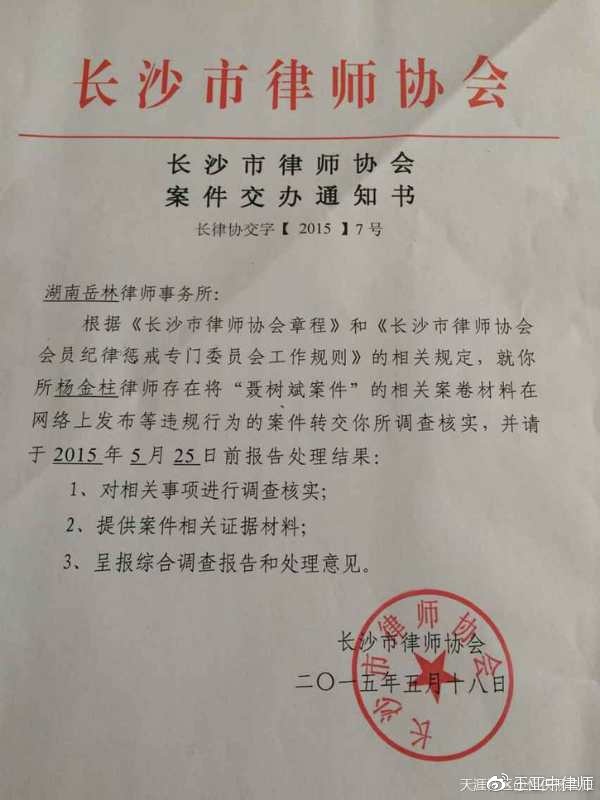 长沙市律师协会
长沙市律师协会
案件交办通知书
长律协交字【 2015 】7号
湖南岳林律师事务所:
根据《长沙市律师协会章程》和《长沙市律师协会
会员纪律惩戒专门委员会工作规则》的相关规定，就你
所杨金柱律师存在将“聂树斌案件”的相关案卷材料在
网络上发布等违规行为的案件转交你所调查核实，并请
于 2015 年 5 月 25 日前报告处理结果：
1、对相关事项进行调查核实；
2、提供案件相关证据材料；
3、呈报综合调查报告和处理意见。
长沙市律师协会
二〇一五年五月十八日
长沙市律师协会
天涯
王亚中律师